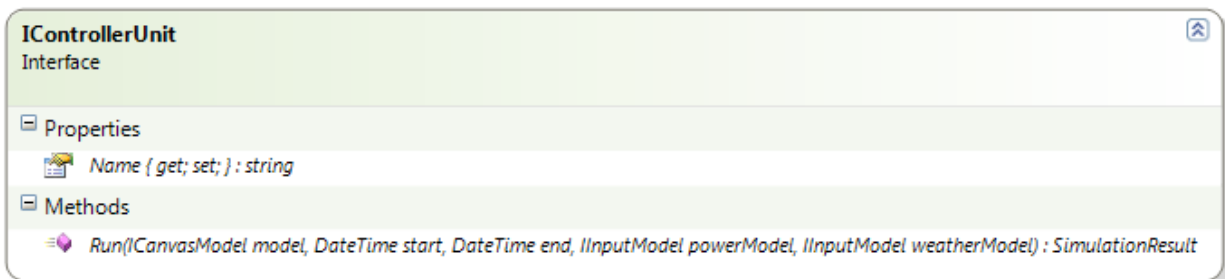 IControllerUnit
Interface
Properties
Name { get; set; } : string
Methods
Run(ICanvasModel model, DateTime start, DateTime end, IInputModel powerModel, IInputModel weatherModel) : SimulationResult